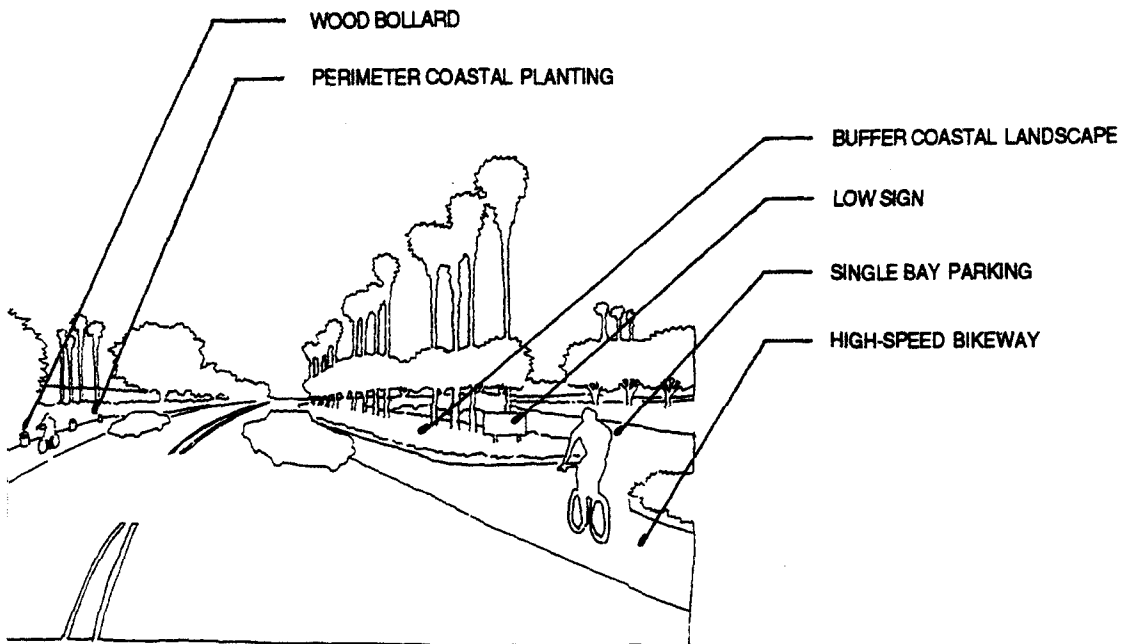 WOOD BOLLARD
PERIMETER COASTAL PLANTING
BUFFER COASTAL LANDSCAPE
LOW SIGN
SINGLE BAY PARKING
HIGH-SPEED BIKEWAY